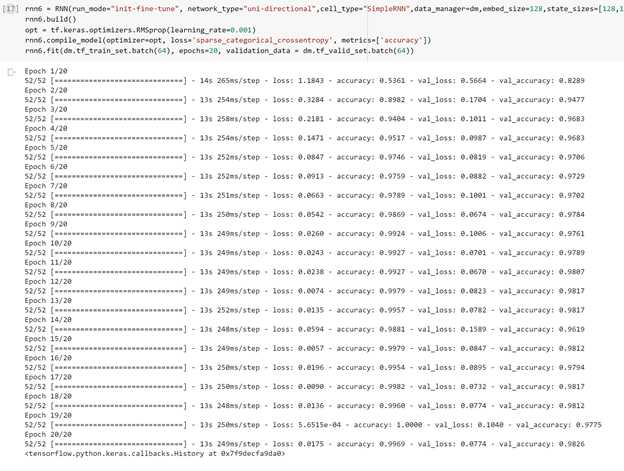 [17] rnn6 = RNN(run_mode="init-fine-tune", network_type="uni-directional",cell_type="SimpleRNN",data_manager=dm,embed_size=128,state_sizes=[128,1
rnn6.build()
opt = tf.keras.optimizers.RMSprop(learning_rate=0.001)
rnn6.compile_model(optimizer=opt, loss='sparse_categorical_crossentropy', metrics=['accuracy'])
rnn6.fit(dm.tf_train_set.batch(64), epochs=20, validation_data = dm.tf_valid_set.batch(64))
Epoch 1/20
52/52 [==============================] - 14s 265ms/step - loss: 1.1843 - accuracy: 0.5361 - val_loss: 0.5664 - val_accuracy: 0.8289
Epoch 2/20
52/52 [==============================] - 13s 254ms/step - loss: 0.3284 - accuracy: 0.8982 - val_loss: 0.1704 - val_accuracy: 0.9477
Epoch 3/20
52/52 [==============================] - 13s 258ms/step - loss: 0.2181 - accuracy: 0.9404 - val_loss: 0.1011 - val_accuracy: 0.9683
Epoch 4/20
52/52 [==============================] - 13s 254ms/step - loss: 0.1471 - accuracy: 0.9517 - val_loss: 0.0987 - val_accuracy: 0.9683
Epoch 5/20
52/52 [==============================] - 13s 252ms/step - loss: 0.0847 - accuracy: 0.9746 - val_loss: 0.0819 - val_accuracy: 0.9706
Epoch 6/20
52/52 [==============================] - 13s 252ms/step - loss: 0.0913 - accuracy: 0.9759 - val_loss: 0.0882 - val_accuracy: 0.9729
Epoch 7/20
52/52 [==============================] - 13s 251ms/step - loss: 0.0663 - accuracy: 0.9789 - val_loss: 0.1001 - val_accuracy: 0.9702
Epoch 8/20
52/52 [==============================] - 13s 250ms/step - loss: 0.0542 - accuracy: 0.9869 - val_loss: 0.0674 - val_accuracy: 0.9784
Epoch 9/20
52/52 [==============================] - 13s 249ms/step - loss: 0.0260 - accuracy: 0.9924 - val_loss: 0.1006 - val_accuracy: 0.9761
Epoch 10/20
52/52 [==============================] - 13s 249ms/step - loss: 0.0243 - accuracy: 0.9927 - val_loss: 0.0701 - val_accuracy: 0.9789
Epoch 11/20
52/52 [==============================] - 13s 249ms/step - loss: 0.0238 - accuracy: 0.9927 - val_loss: 0.0670 - val_accuracy: 0.9807
Epoch 12/20
52/52 [==============================] - 13s 249ms/step - loss: 0.0074 - accuracy: 0.9979 - val_loss: 0.0823 - val_accuracy: 0.9817
Epoch 13/20
52/52 [==============================] - 13s 252ms/step - loss: 0.0135 - accuracy: 0.9957 - val_loss: 0.0782 - val_accuracy: 0.9817
Epoch 14/20
52/52 [==============================] - 13s 248ms/step - loss: 0.0594 - accuracy: 0.9881 - val_loss: 0.1589 - val_accuracy: 0.9619
Epoch 15/20
52/52 [==============================] - 13s 249ms/step - loss: 0.0057 - accuracy: 0.9979 - val_loss: 0.0847 - val_accuracy: 0.9812
Epoch 16/20
52/52 [==============================] - 13s 250ms/step - loss: 0.0196 - accuracy: 0.9954 - val_loss: 0.0895 - val_accuracy: 0.9794
Epoch 17/20
52/52 [==============================] - 13s 250ms/step - loss: 0.0090 - accuracy: 0.9982 - val_loss: 0.0732 - val_accuracy: 0.9817
Epoch 18/20
52/52 [==============================] - 13s 248ms/step - loss: 0.0136 - accuracy: 0.9960 - val_loss: 0.0774 - val_accuracy: 0.9812
Epoch 19/20
52/52 [==============================] - 13s 250ms/step - loss: 5.6515e-04 - accuracy: 1.0000 - val_loss: 0.1040 - val_accuracy: 0.9775
Epoch 20/20
52/52 [==============================] - 13s 249ms/step - loss: 0.0175 - accuracy: 0.9969 - val_loss: 0.0774 - val_accuracy: 0.9826
<tensorflow.python.keras.callbacks.History at 0x7f9decfa9da0>